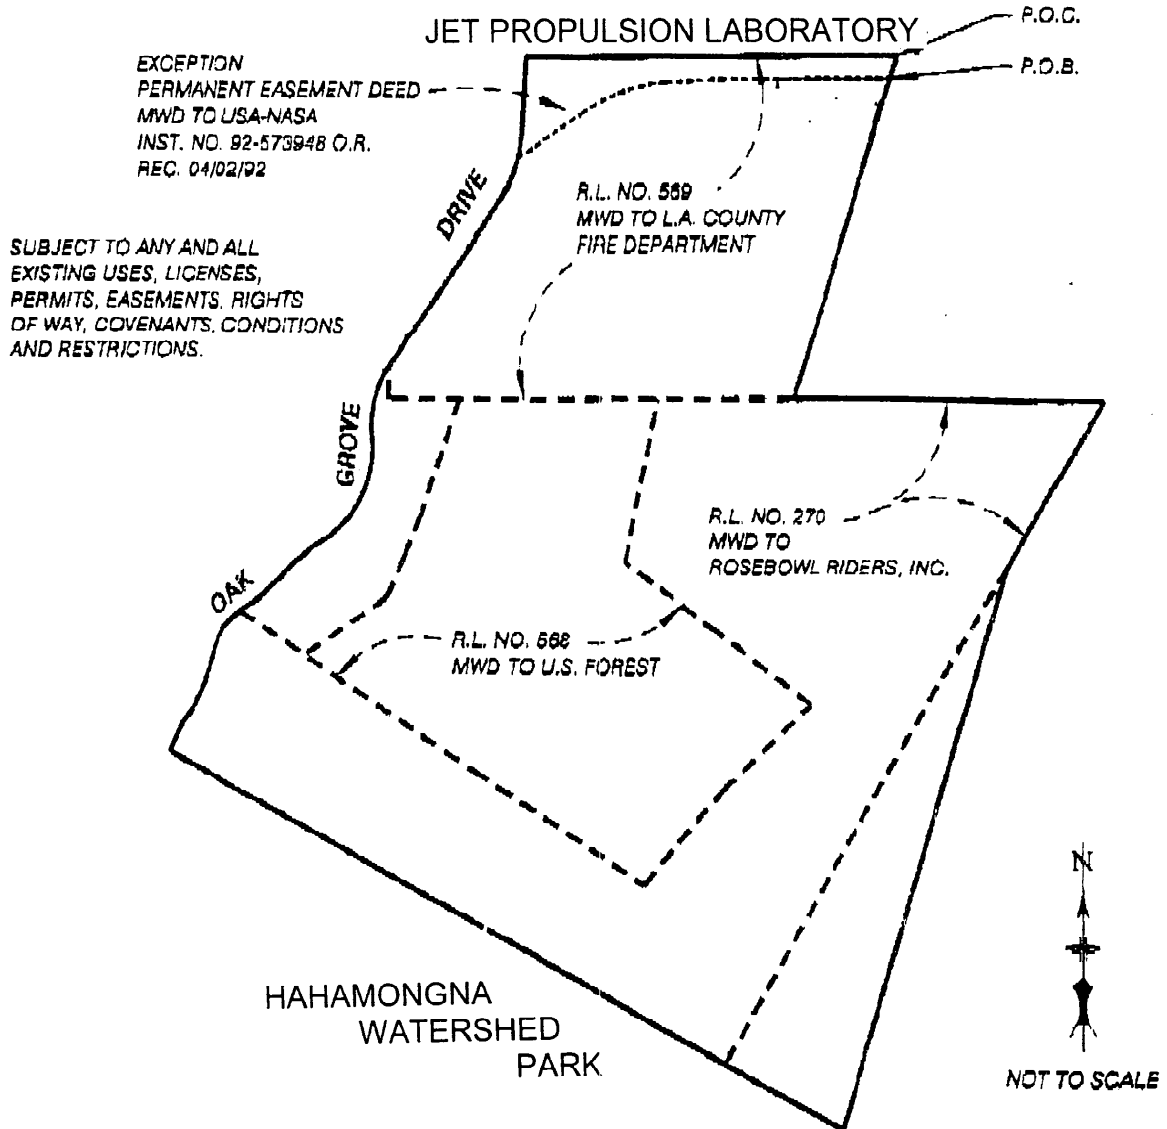 JET PROPULSION LABORATORY
P.O.C.
P.O.B.
EXCEPTION
PERMANENT EASEMENT DEED
MWD TO USA-NASA
INST. NO. 92-573948 O.R.
REC. 04/02/92
R.L. NO. 569
MWD TO L.A. COUNTY
FIRE DEPARTMENT
SUBJECT TO ANY AND ALL
EXISTING USES, LICENSES,
PERMITS, EASEMENTS, RIGHTS
OF WAY, COVENANTS, CONDITIONS
AND RESTRICTIONS.
OAK GROVE DRIVE
R.L. NO. 270
MWD TO
ROSEBOWL RIDERS, INC.
R.L. NO. 568
MWD TO U.S. FOREST
HAHAMONGNA
WATERSHED
PARK
N
NOT TO SCALE